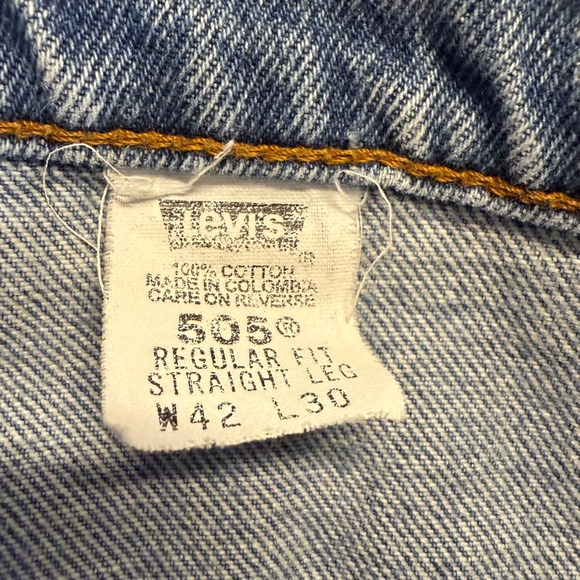 Levi's
®
100% COTTON
MADE IN COLOMBIA
CARE ON REVERSE
505®
REGULAR FIT
STRAIGHT LEG
W42 L30